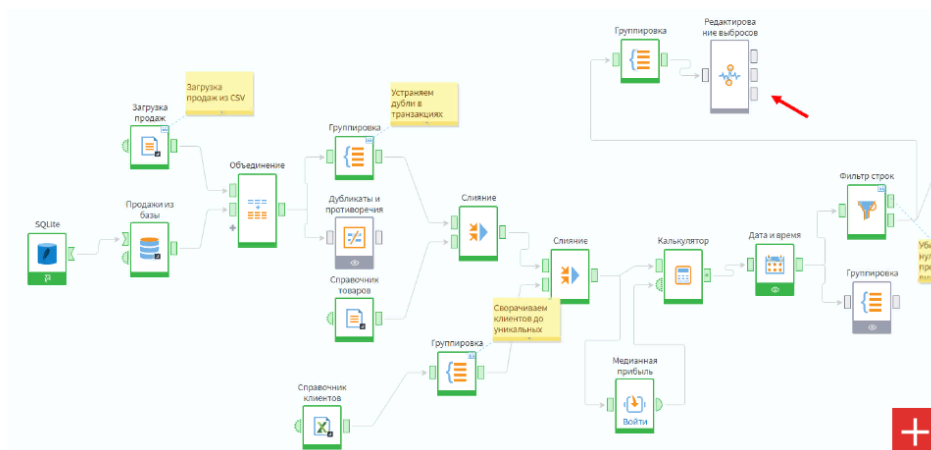 Группировка
Редактирова
ние выбросов
Загрузка
продаж из CSV
Устраняем
дубли в
транзакциях
Загрузка
продаж
Группировка
Объединение
Фильтр строк
Дубликаты и
противоречия
Слияние
Продажи из
базы
SQLite
Слияние
Калькулятор
Дата и время
Группировка
Справочник
товаров
Сворачиваем
клиентов до
уникальных
Группировка
Медианная
прибыль
Войти
Справочник
клиентов